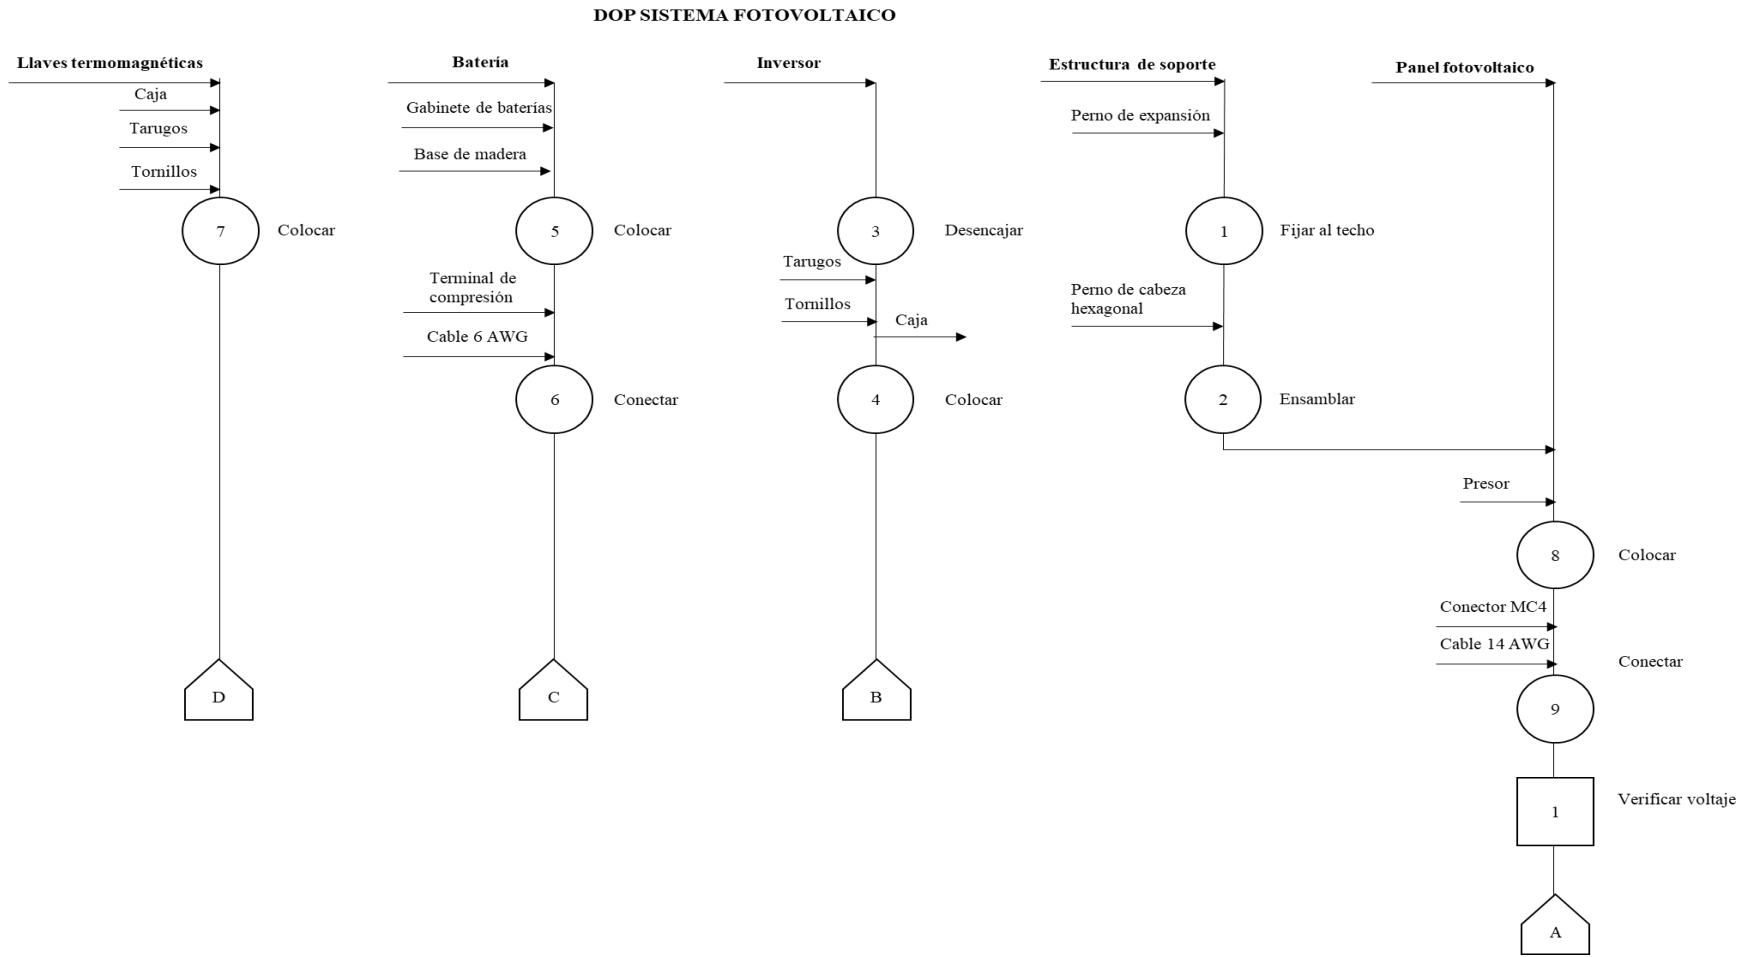 DOP SISTEMA FOTOVOLTAICO
Llaves termomagnéticas
Caja
Tarugos
Tornillos
7
Colocar
D
Batería
Gabinete de baterías
Base de madera
5
Colocar
Terminal de
compresión
Cable 6 AWG
6
Conectar
C
Inversor
3
Desencajar
Tarugos
Tornillos
Caja
4
Colocar
B
Estructura de soporte
Perno de expansión
1
Fijar al techo
Perno de cabeza
hexagonal
2
Ensamblar
Panel fotovoltaico
Presor
8
Colocar
Conector MC4
Cable 14 AWG
Conectar
9
Verificar voltaje
1
A